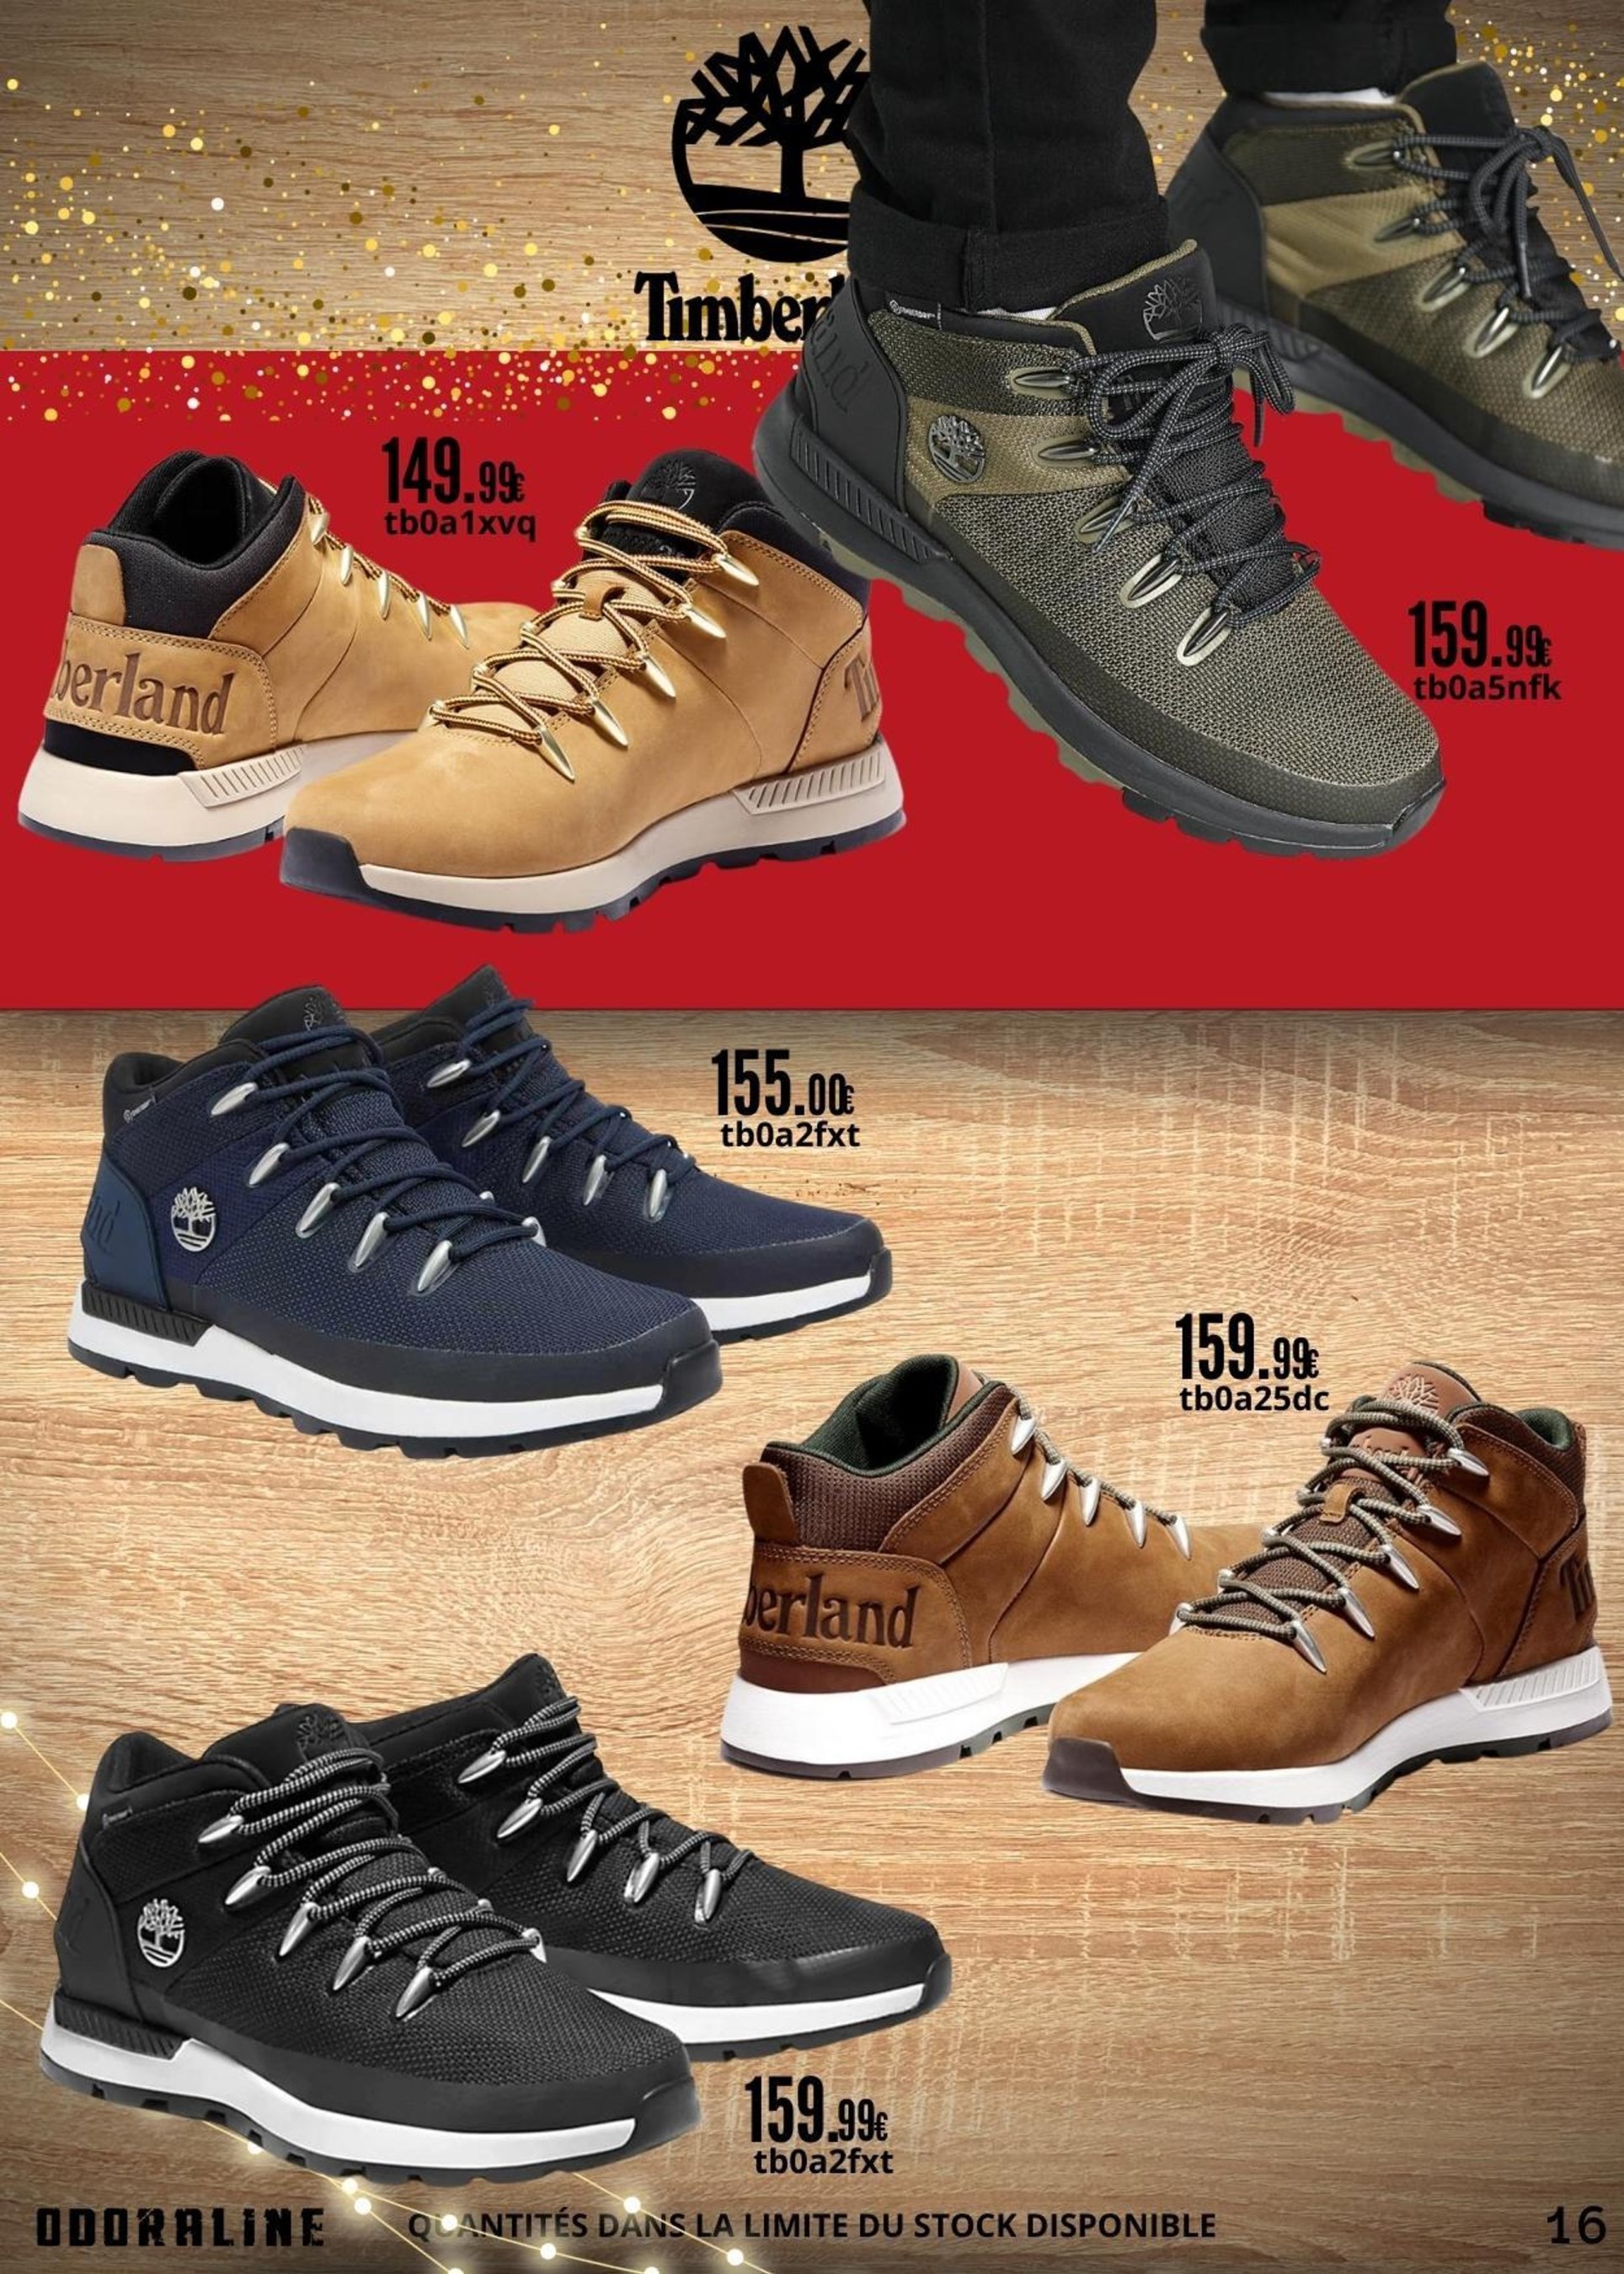 Timber
149.99€
tb0a1xvq
berland
159.99€
tb0a5nfk
155.00€
tb0a2fxt
159.99€
tb0a25dc
berland
159.99€
tb0a2fxt
ODORALINE
QUANTITÉS DANS LA LIMITE DU STOCK DISPONIBLE
16